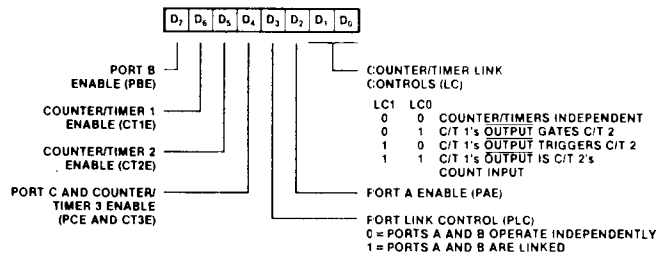 D7 D6 D5 D4 D3 D2 D1 D0
PORT B
ENABLE (PBE)
COUNTER/TIMER 1
ENABLE (CT1E)
COUNTER/TIMER 2
ENABLE (CT2E)
PORT C AND COUNTER/
TIMER 3 ENABLE
(PCE AND CT3E)
COUNTER/TIMER LINK
CONTROLS (LC)
LC1 LC0
0 0 COUNTER/TIMERS INDEPENDENT
0 1 C/T 1's OUTPUT GATES C/T 2
1 0 C/T 1's OUTPUT TRIGGERS C/T 2
1 1 C/T 1's OUTPUT IS C/T 2's
COUNT INPUT
PORT A ENABLE (PAE)
PORT LINK CONTROL (PLC)
0 = PORTS A AND B OPERATE INDEPENDENTLY
1 = PORTS A AND B ARE LINKED